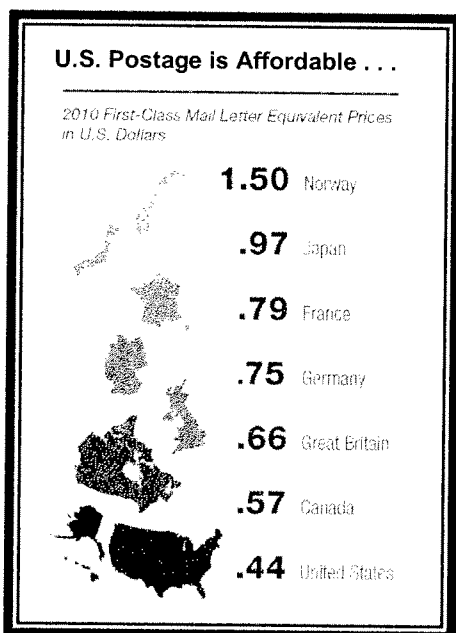 U.S. Postage is Affordable . . .
2010 First-Class Mail Letter Equivalent Prices
in U.S. Dollars
1.50 Norway
.97 Japan
.79 France
.75 Germany
.66 Great Britain
.57 Canada
.44 United States